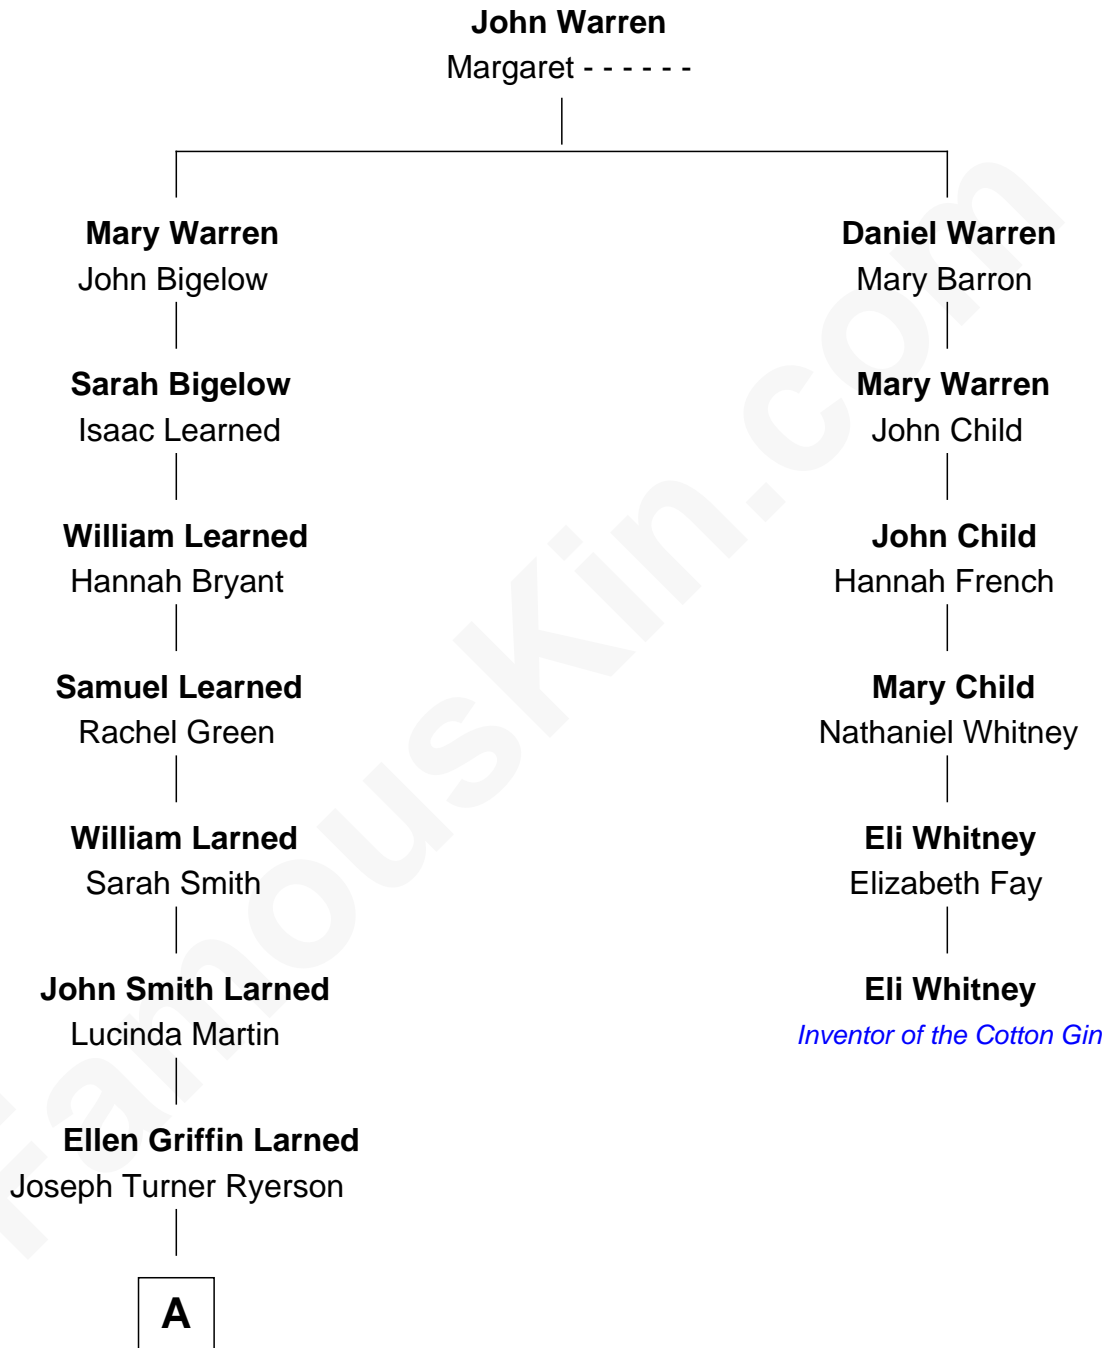 John Warren
Margaret - - - - - -
Mary Warren
John Bigelow
Daniel Warren
Mary Barron
Sarah Bigelow
Isaac Learned
Mary Warren
John Child
William Learned
Hannah Bryant
John Child
Hannah French
Samuel Learned
Rachel Green
Mary Child
Nathaniel Whitney
William Larned
Sarah Smith
Eli Whitney
Elizabeth Fay
John Smith Larned
Lucinda Martin
Eli Whitney
Inventor of the Cotton Gin
Ellen Griffin Larned
Joseph Turner Ryerson
A
FamousKin.com